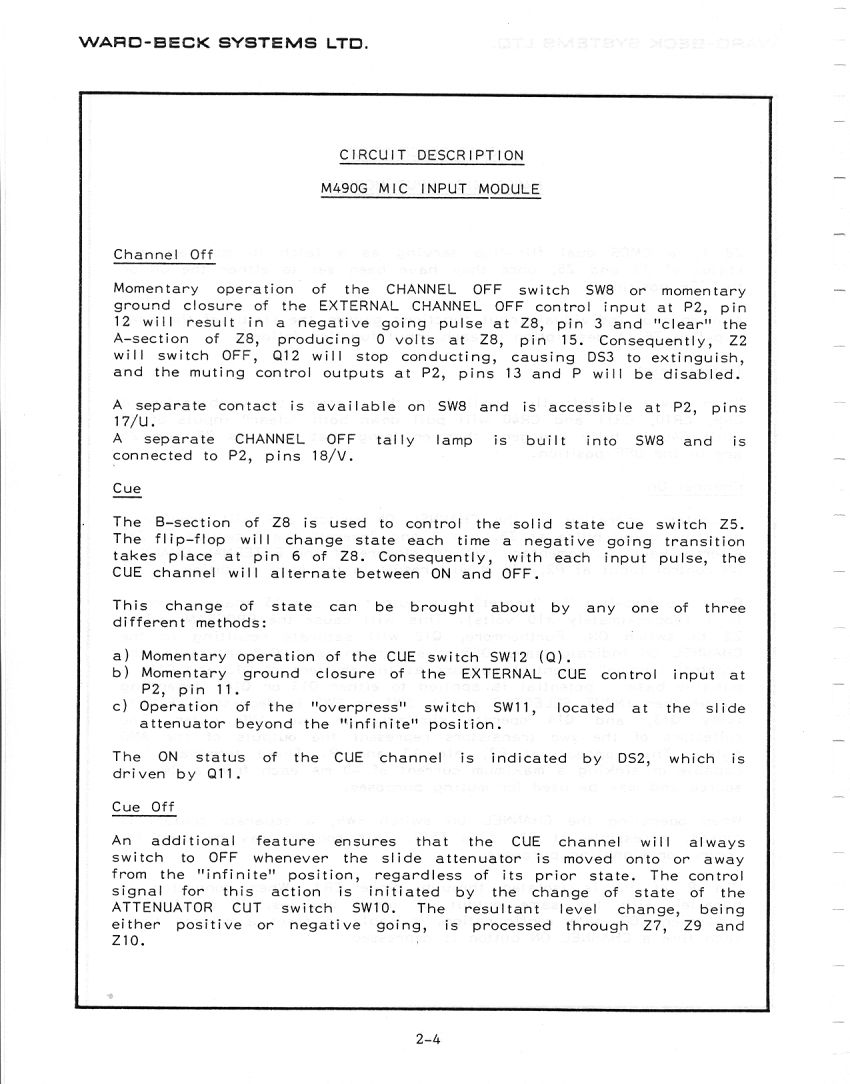 WARD-BECK SYSTEMS LTD.
CIRCUIT DESCRIPTION
M490G MIC INPUT MODULE
Channel Off
Momentary operation of the CHANNEL OFF switch SW8 or momentary
ground closure of the EXTERNAL CHANNEL OFF control input at P2, pin
12 will result in a negative going pulse at Z8, pin 3 and "clear" the
A-section of Z8, producing 0 volts at Z8, pin 15. Consequently, Z2
will switch OFF, Q12 will stop conducting, causing DS3 to extinguish,
and the muting control outputs at P2, pins 13 and P will be disabled.
A separate contact is available on SW8 and is accessible at P2, pins
17/U.
A separate CHANNEL OFF tally lamp is built into SW8 and is
connected to P2, pins 18/V.
Cue
The B-section of Z8 is used to control the solid state cue switch Z5.
The flip-flop will change state each time a negative going transition
takes place at pin 6 of Z8. Consequently, with each input pulse, the
CUE channel will alternate between ON and OFF.
This change of state can be brought about by any one of three
different methods:
a) Momentary operation of the CUE switch SW12 (Q).
b) Momentary ground closure of the EXTERNAL CUE control input at
P2, pin 11.
c) Operation of the "overpress" switch SW11, located at the slide
attenuator beyond the "infinite" position.
The ON status of the CUE channel is indicated by DS2, which is
driven by Q11.
Cue Off
An additional feature ensures that the CUE channel will always
switch to OFF whenever the slide attenuator is moved onto or away
from the "infinite" position, regardless of its prior state. The control
signal for this action is initiated by the change of state of the
ATTENUATOR CUT switch SW10. The resultant level change, being
either positive or negative going, is processed through Z7, Z9 and
Z10.
2-4